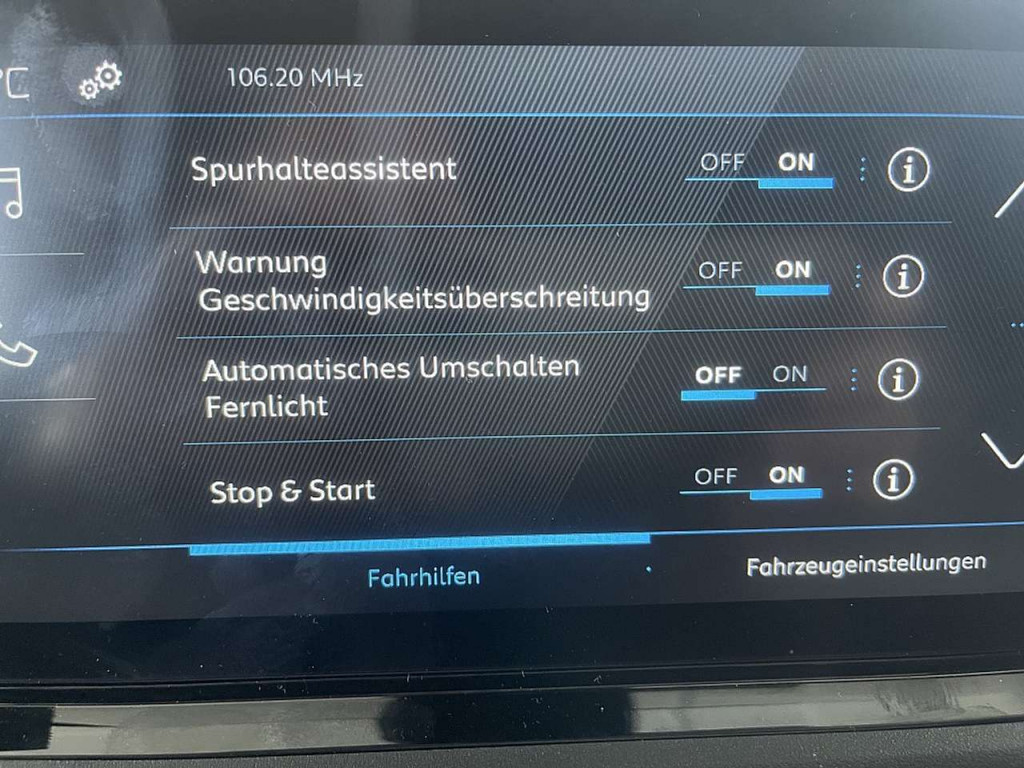 °C
106.20 MHz
Spurhalteassistent
OFF ON
Warnung
Geschwindigkeitsüberschreitung
OFF ON
Automatisches Umschalten
Fernlicht
OFF ON
Stop & Start
OFF ON
Fahrhilfen
Fahrzeugeinstellungen